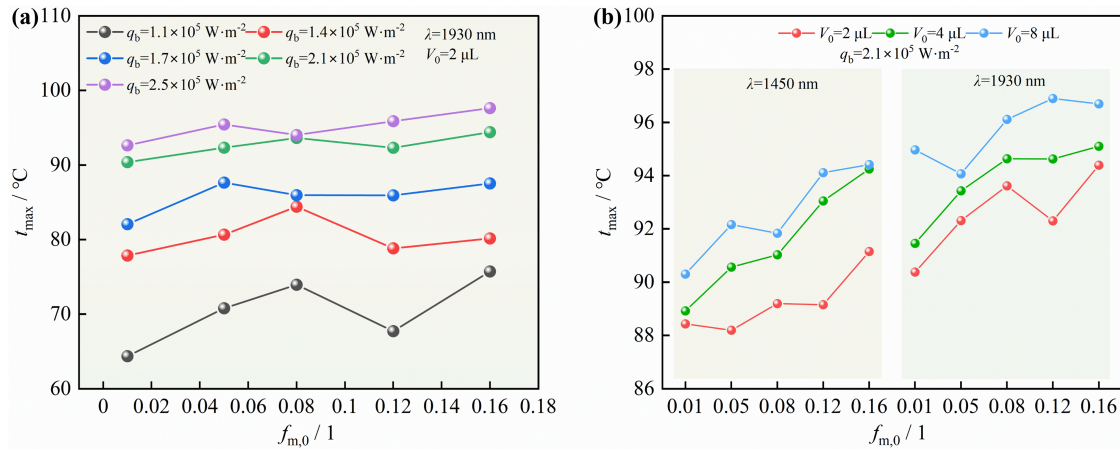 (a)
110
100
90
80
70
60
t_max / °C
q_b=1.1×10^5 W·m^-2 q_b=1.4×10^5 W·m^-2 λ=1930 nm
q_b=1.7×10^5 W·m^-2 q_b=2.1×10^5 W·m^-2 V_0=2 μL
q_b=2.5×10^5 W·m^-2
0 0.02 0.04 0.06 0.08 0.1 0.12 0.14 0.16 0.18
f_m,0 / 1
(b)
100
98
96
94
92
90
88
86
t_max / °C
V_0=2 μL V_0=4 μL V_0=8 μL
q_b=2.1×10^5 W·m^-2
λ=1450 nm λ=1930 nm
0.01 0.05 0.08 0.12 0.16 0.01 0.05 0.08 0.12 0.16
f_m,0 / 1